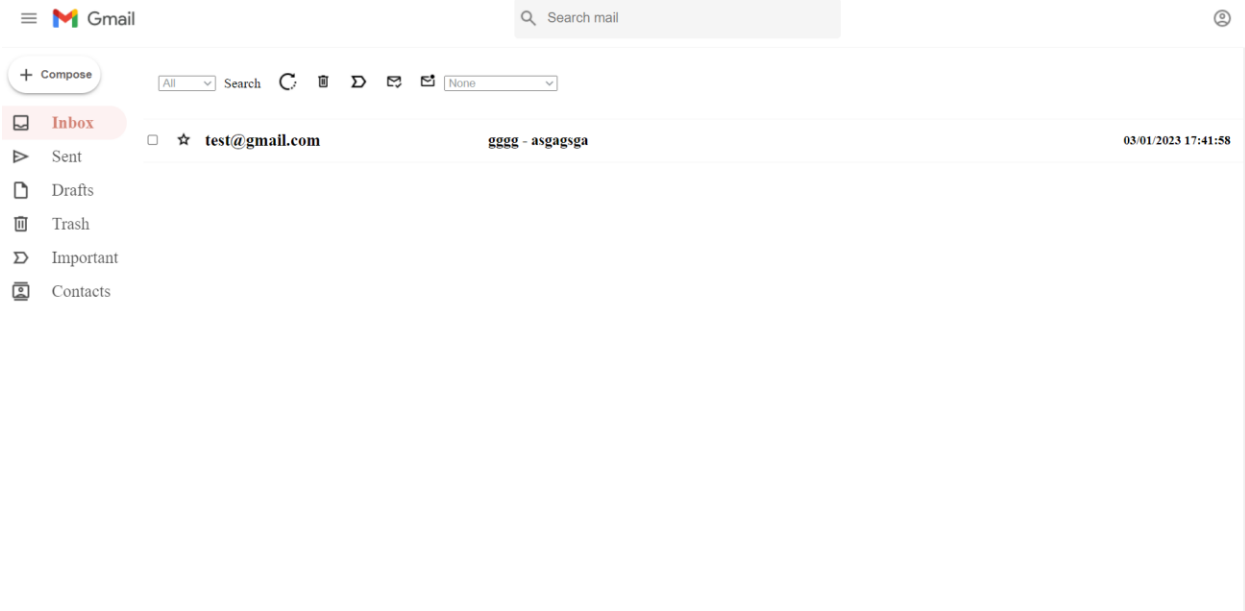 Gmail
Search mail
Compose
All Search None
Inbox
test@gmail.com gggg - asgagsga 03/01/2023 17:41:58
Sent
Drafts
Trash
Important
Contacts